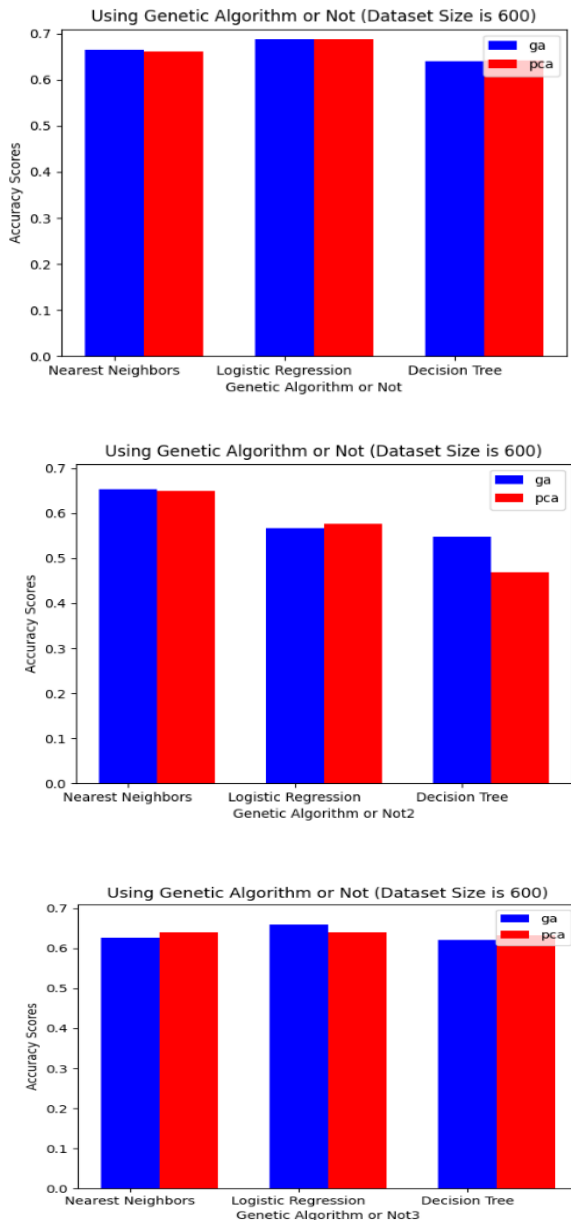 Using Genetic Algorithm or Not (Dataset Size is 600)
0.7
0.6
0.5
0.4
0.3
0.2
0.1
0.0
Accuracy Scores
ga
pca
Nearest Neighbors Logistic Regression Decision Tree
Genetic Algorithm or Not
Using Genetic Algorithm or Not (Dataset Size is 600)
0.7
0.6
0.5
0.4
0.3
0.2
0.1
0.0
Accuracy Scores
ga
pca
Nearest Neighbors Logistic Regression Decision Tree
Genetic Algorithm or Not2
Using Genetic Algorithm or Not (Dataset Size is 600)
0.7
0.6
0.5
0.4
0.3
0.2
0.1
0.0
Accuracy Scores
ga
pca
Nearest Neighbors Logistic Regression Decision Tree
Genetic Algorithm or Not3